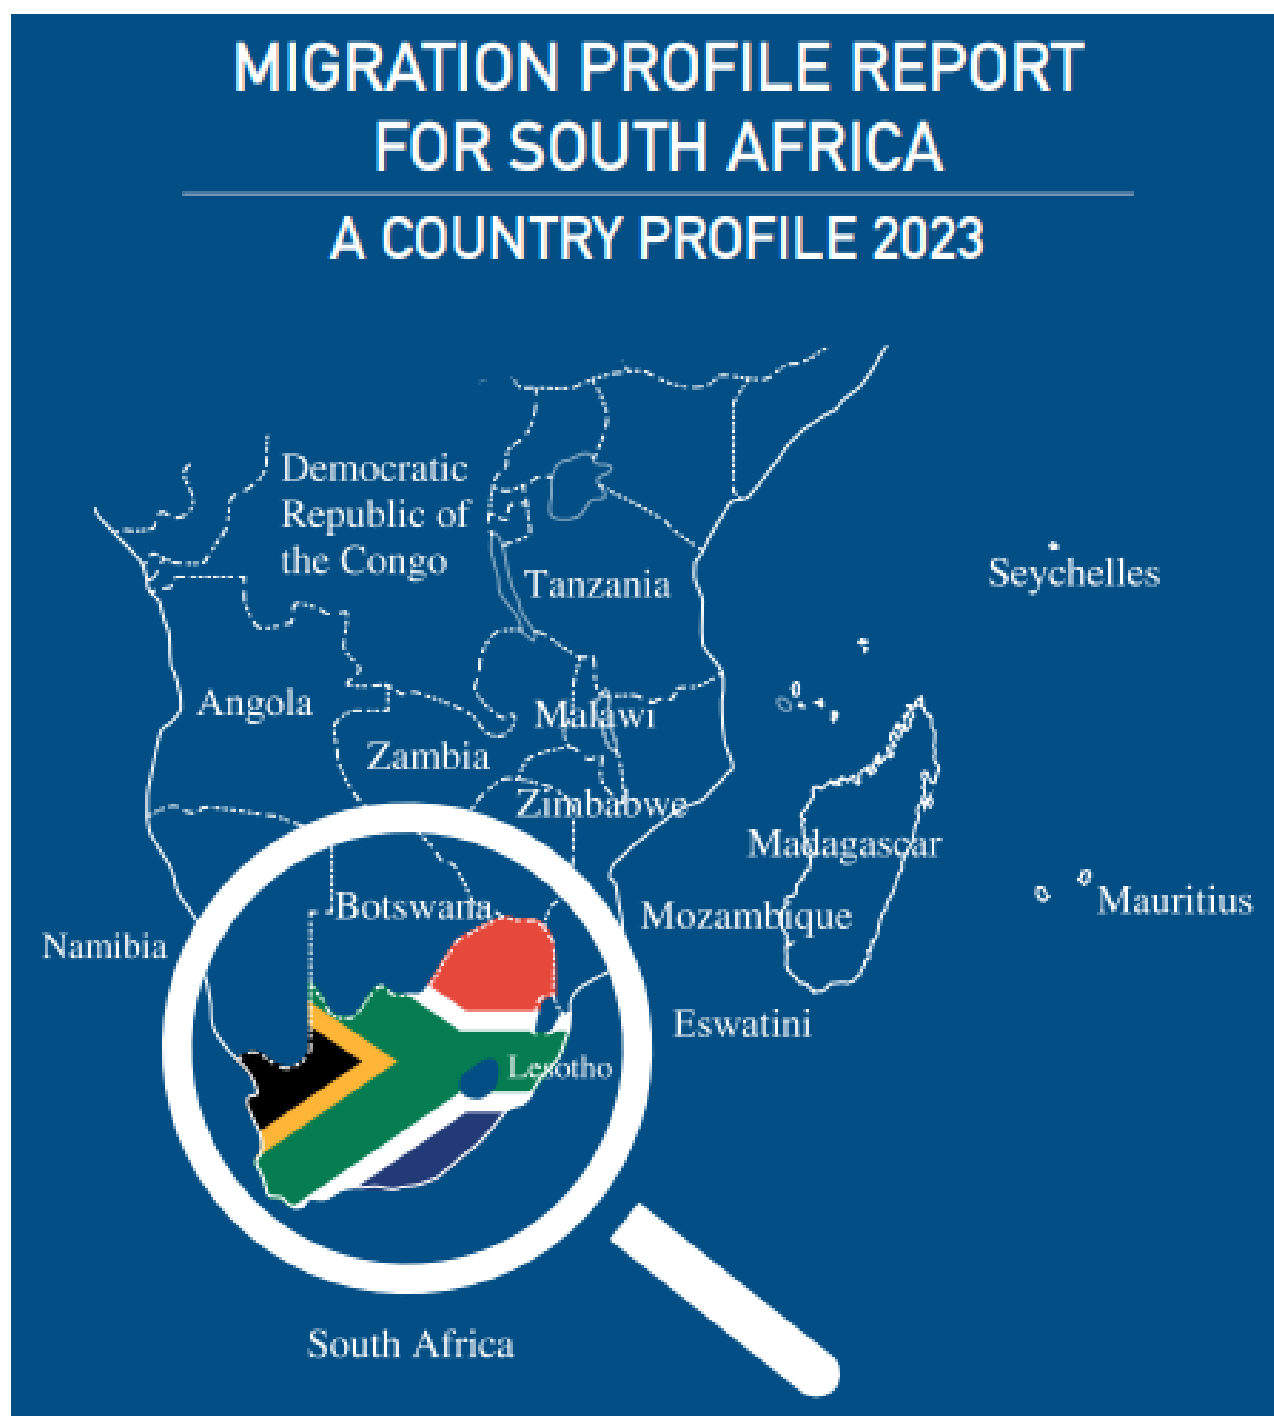 MIGRATION PROFILE REPORT
FOR SOUTH AFRICA
A COUNTRY PROFILE 2023
Democratic
Republic of
the Congo
Tanzania
Seychelles
Angola
Malawi
Zambia
Zimbabwe
Madagascar
Botswana
Mozambique
Mauritius
Namibia
Eswatini
Lesotho
South Africa